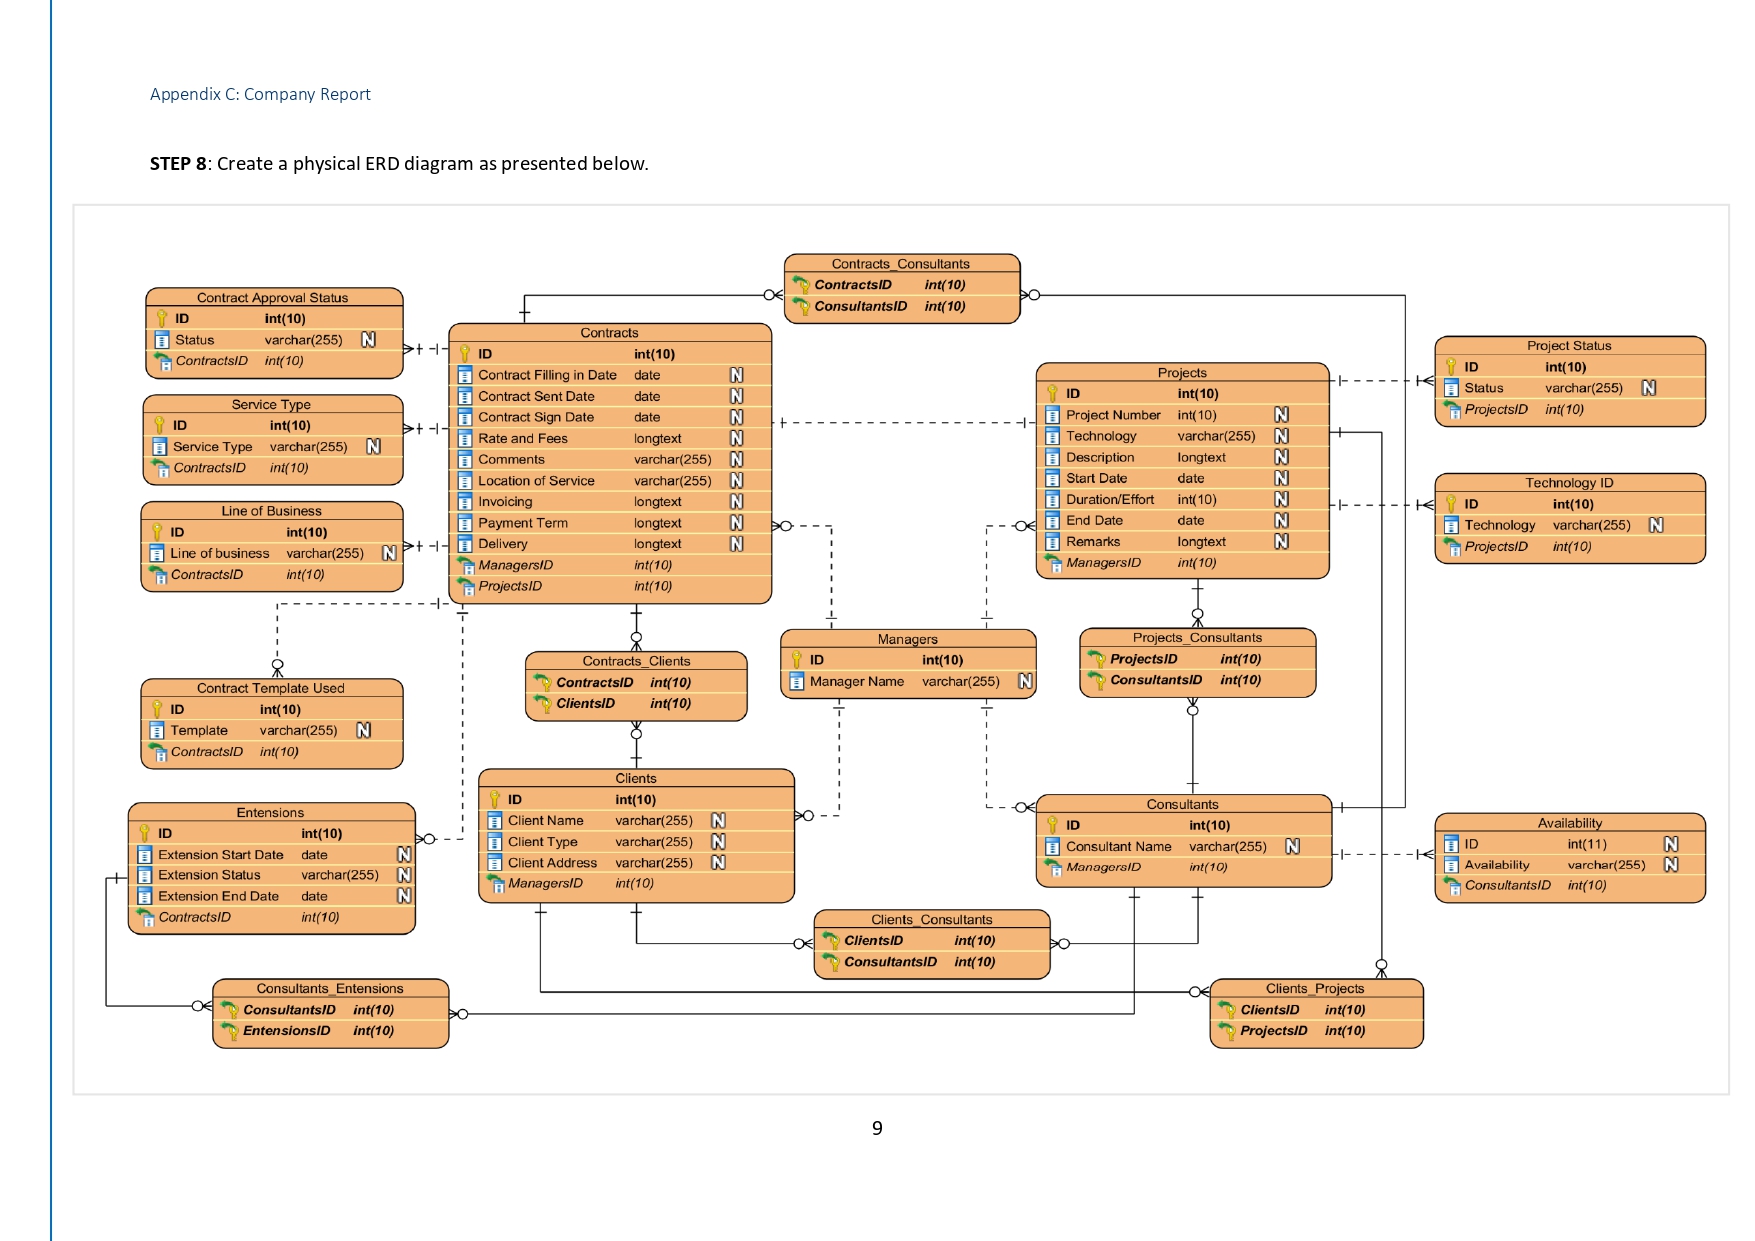 Appendix C: Company Report
STEP 8: Create a physical ERD diagram as presented below.
Contracts_Consultants
ContractsID int(10)
ConsultantsID int(10)
Contract Approval Status
ID int(10)
Status varchar(255) N
ContractsID int(10)
Service Type
ID int(10)
Service Type varchar(255) N
ContractsID int(10)
Line of Business
ID int(10)
Line of business varchar(255) N
ContractsID int(10)
Contracts
ID int(10)
Contract Filling in Date date N
Contract Sent Date date N
Contract Sign Date date N
Rate and Fees longtext N
Comments varchar(255) N
Location of Service varchar(255) N
Invoicing longtext N
Payment Term longtext N
Delivery longtext N
ManagersID int(10)
ProjectsID int(10)
Projects
ID int(10)
Project Number int(10) N
Technology varchar(255) N
Description longtext N
Start Date date N
Duration/Effort int(10) N
End Date date N
Remarks longtext N
ManagersID int(10)
Project Status
ID int(10)
Status varchar(255) N
ProjectsID int(10)
Technology ID
ID int(10)
Technology varchar(255) N
ProjectsID int(10)
Contract Template Used
ID int(10)
Template varchar(255) N
ContractsID int(10)
Contracts_Clients
ContractsID int(10)
ClientsID int(10)
Managers
ID int(10)
Manager Name varchar(255) N
Projects_Consultants
ProjectsID int(10)
ConsultantsID int(10)
Entensions
ID int(10)
Extension Start Date date N
Extension Status varchar(255) N
Extension End Date date N
ContractsID int(10)
Clients
ID int(10)
Client Name varchar(255) N
Client Type varchar(255) N
Client Address varchar(255) N
ManagersID int(10)
Consultants
ID int(10)
Consultant Name varchar(255) N
ManagersID int(10)
Availability
ID int(11) N
Availability varchar(255) N
ConsultantsID int(10)
Clients_Consultants
ClientsID int(10)
ConsultantsID int(10)
Consultants_Entensions
ConsultantsID int(10)
EntensionsID int(10)
Clients_Projects
ClientsID int(10)
ProjectsID int(10)
9